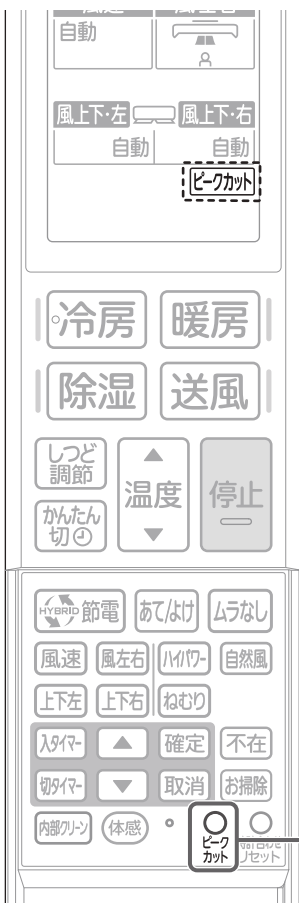 自動
風上下・左 風上下・右
自動 自動
ピークカット
冷房 暖房
除湿 送風
しつど
調節
温度
停止
かんたん
切
HYBRID 節電 あて/よけ ムラなし
風速 風左右 ハイパワー 自然風
上下左 上下右 ねむり
入タイマー 確定 不在
切タイマー 取消 お掃除
内部クリーン 体感
ピーク
カット リセット